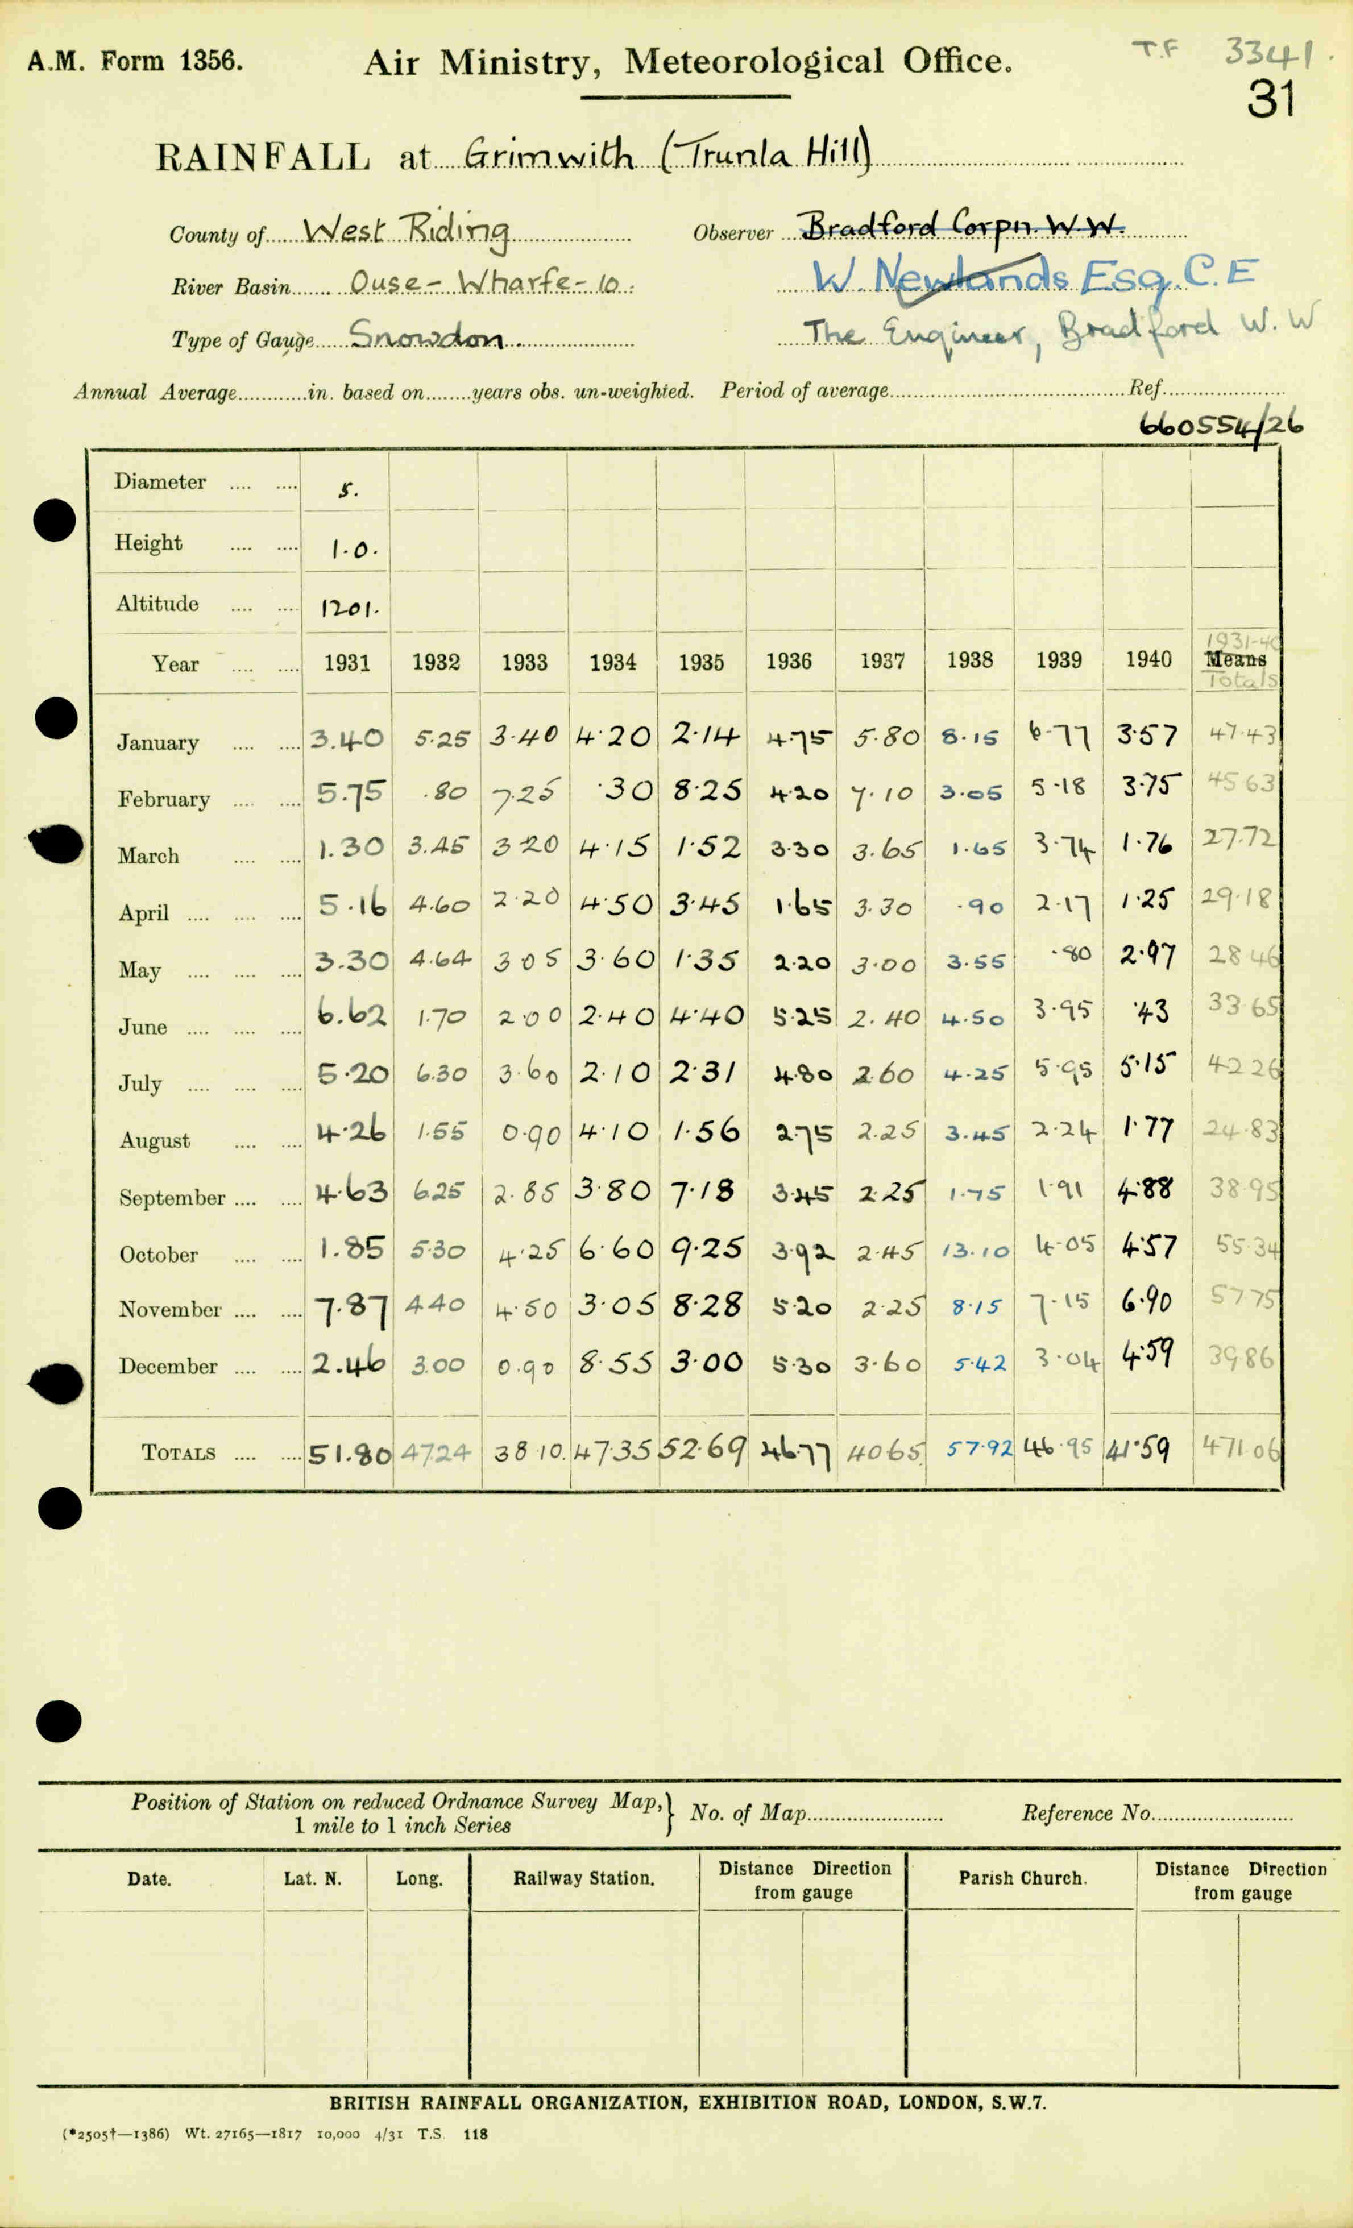 T.F 3341.
A.M. Form 1356. Air Ministry, Meteorological Office.
31
RAINFALL at Grimwith (Trunla Hill)
County of West Riding Observer Bradford Corpn. W.W.
River Basin Ouse - Wharfe - 10. W. Newlands Esq. C.E
Type of Gauge Snowdon. The Engineer, Bradford W.W
Annual Average............in. based on........years obs. un-weighted. Period of average........................................Ref.....................
660554/26
Diameter .... .... 5.
Height .... .... 1.0.
Altitude .... .... 1201.
1931-40
Year .... .... 1931 1932 1933 1934 1935 1936 1937 1938 1939 1940 Means
Totals
January .... .... 3.40 5.25 3.40 4.20 2.14 4.75 5.80 8.15 6.77 3.57 47.43
February .... .... 5.75 .80 7.25 .30 8.25 4.20 7.10 3.05 5.18 3.75 45 63
March .... .... 1.30 3.45 3 20 4.15 1.52 3.30 3.65 1.65 3.74 1.76 27.72
April .... .... .... 5.16 4.60 2.20 4.50 3.45 1.65 3.30 .90 2.17 1.25 29.18
May .... .... .... 3.30 4.64 3 05 3.60 1.35 2.20 3.00 3.55 .80 2.97 28 46
June .... .... .... 6.62 1.70 2.00 2.40 4.40 5.25 2.40 4.50 3.95 .43 33 65
July .... .... .... 5.20 6.30 3.60 2.10 2.31 4.80 2.60 4.25 5.95 5.15 42 26
August .... .... 4.26 1.55 0.90 4.10 1.56 2.75 2.25 3.45 2.24 1.77 24.83
September .... .... 4.63 6.25 2.85 3.80 7.18 3.45 2.25 1.75 1.91 4.88 38.95
October .... .... 1.85 5.30 4.25 6.60 9.25 3.92 2.45 13.10 4.05 4.57 55.34
November .... .... 7.87 4.40 4.50 3.05 8.28 5.20 2.25 8.15 7.15 6.90 57.75
December .... .... 2.46 3.00 0.90 8.55 3.00 5.30 3.60 5.42 3.04 4.59 39.86
TOTALS .... .... 51.80 47.24 38 10. 47.35 52.69 46.77 40.65 57.92 46.95 41.59 471 06
Position of Station on reduced Ordnance Survey Map,} No. of Map........................ Reference No.........................
1 mile to 1 inch Series
Date. Lat. N. Long. Railway Station. Distance Direction Parish Church. Distance Direction
from gauge from gauge
BRITISH RAINFALL ORGANIZATION, EXHIBITION ROAD, LONDON, S.W.7.
(*2505†—1386) Wt. 27165—1817 10,000 4/31 T.S. 118